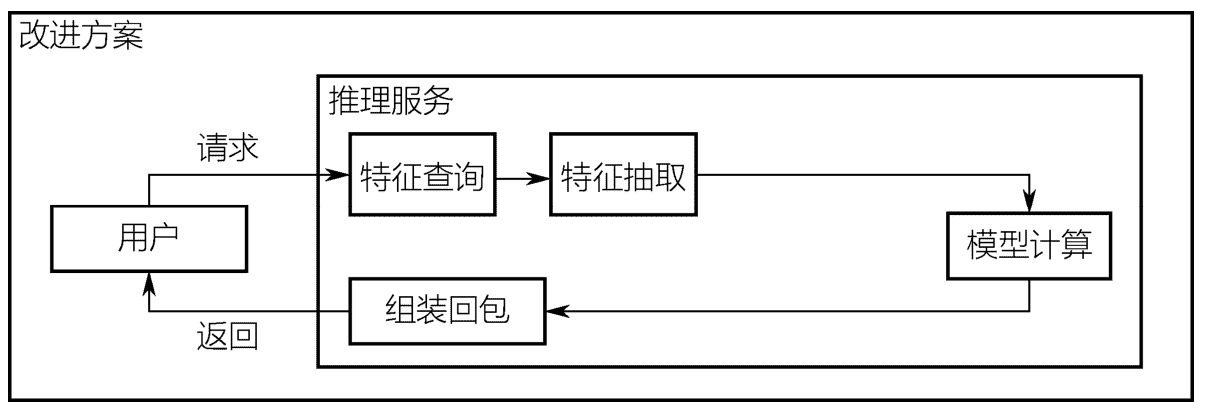 改进方案
推理服务
请求
特征查询
特征抽取
用户
模型计算
组装回包
返回